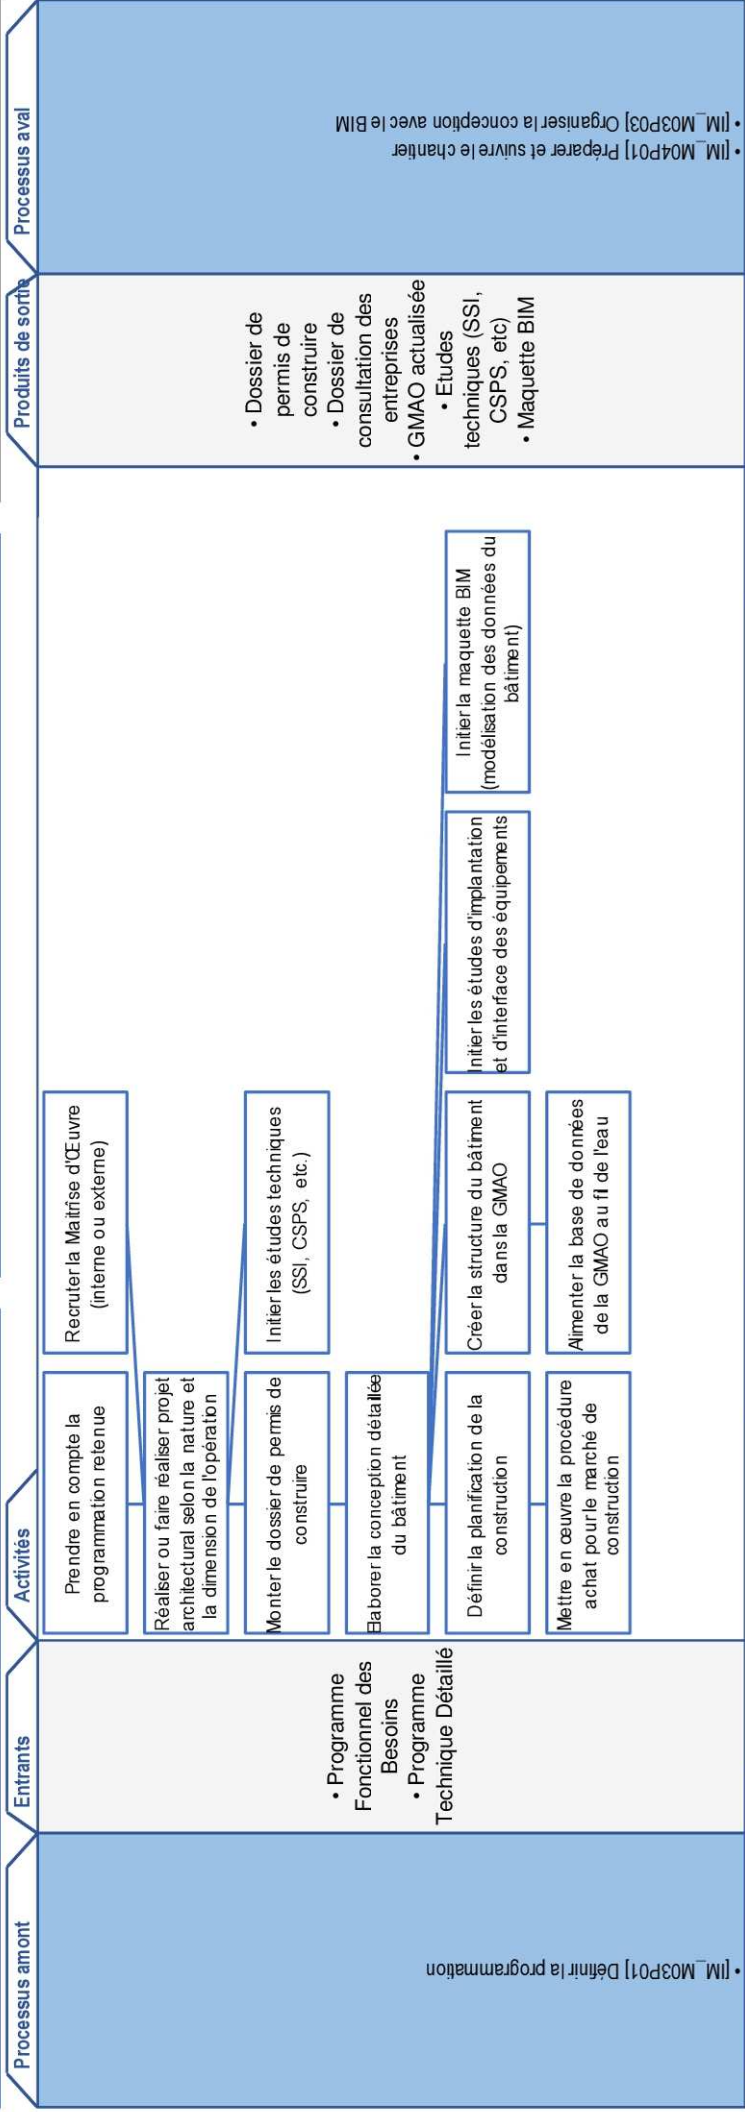 Processus amont
Entrants
Activités
Produits de sortie
Processus aval
• [IM_M03P01] Définir la programmation
• Programme
Fonctionnel des
Besoins
• Programme
Technique Détaillé
Prendre en compte la
programmation retenue
Recruter la Maitrîse d'Œuvre
(interne ou externe)
Réaliser ou faire réaliser projet
architectural selon la nature et
la dimension de l'opération
Monter le dossier de permis de
construire
Initier les études techniques
(SSI, CSPS, etc.)
Elaborer la conception détaillée
du bâtiment
Définir la planification de la
construction
Créer la structure du bâtiment
dans la GMAO
Initier les études d'implantation
et d'interface des équipements
Initier la maquette BIM
(modélisation des données du
bâtiment)
Mettre en œuvre la procédure
achat pour le marché de
construction
Alimenter la base de données
de la GMAO au fil de l'eau
• Dossier de
permis de
construire
• Dossier de
consultation des
entreprises
• GMAO actualisée
• Etudes
techniques (SSI,
CSPS, etc)
• Maquette BIM
• [IM_M04P01] Préparer et suivre le chantier
• [IM_M03P03] Organiser la conception avec le BIM